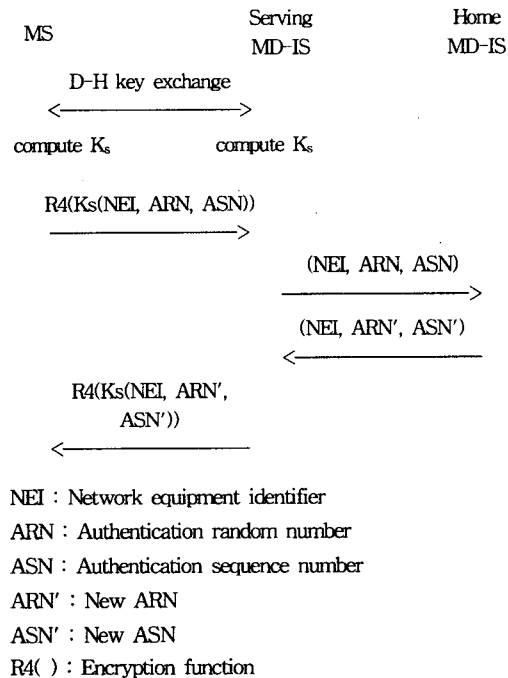 MS
Serving
MD-IS
Home
MD-IS
D-H key exchange
compute Ks
compute Ks
R4(Ks(NEI, ARN, ASN))
(NEI, ARN, ASN)
(NEI, ARN′, ASN′)
R4(Ks(NEI, ARN′,
ASN′))
NEI : Network equipment identifier
ARN : Authentication random number
ASN : Authentication sequence number
ARN′ : New ARN
ASN′ : New ASN
R4( ) : Encryption function